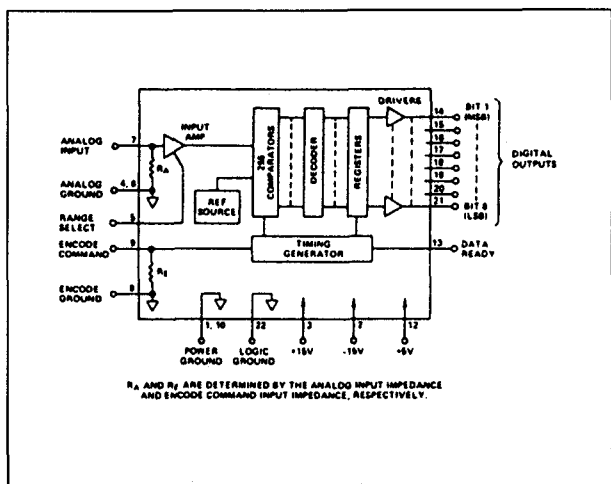 DRIVERS
14
BIT 1
(MSB)
15
16
17
18
19
20
21
BIT 8
(LSB)
DIGITAL
OUTPUTS
INPUT
AMP
ANALOG
INPUT
7
RA
ANALOG
GROUND
4, 6
RANGE
SELECT
5
REF
SOURCE
256
COMPARATORS
DECODER
REGISTERS
ENCODE
COMMAND
9
TIMING
GENERATOR
13
DATA
READY
RE
ENCODE
GROUND
8
1, 10
22
3
2
12
POWER
GROUND
LOGIC
GROUND
+15V
-15V
+5V
RA AND RE ARE DETERMINED BY THE ANALOG INPUT IMPEDANCE
AND ENCODE COMMAND INPUT IMPEDANCE, RESPECTIVELY.